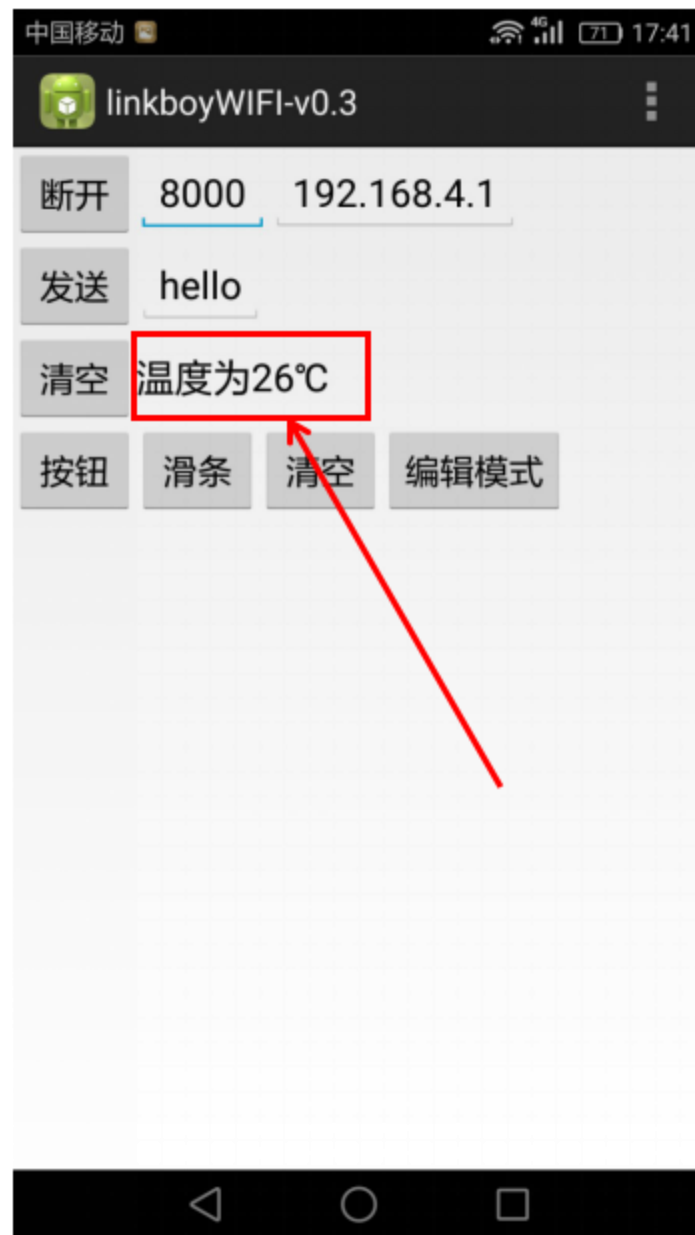 中国移动 4G 71 17:41
linkboyWIFI-v0.3
断开 8000 192.168.4.1
发送 hello
清空 温度为26℃
按钮 滑条 清空 编辑模式